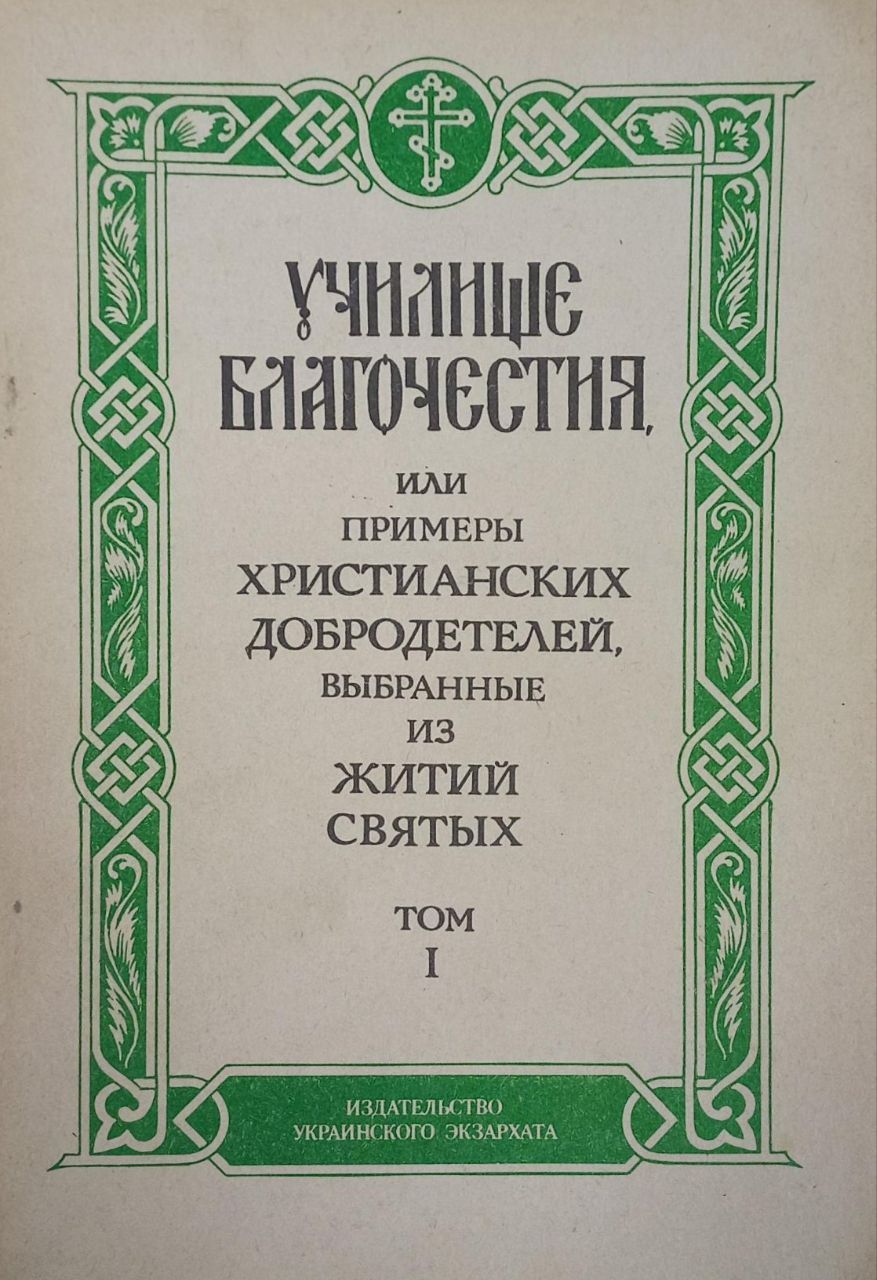 УЧИЛИЩЕ
БЛАГОЧЕСТИЯ,
ИЛИ
ПРИМЕРЫ
ХРИСТИАНСКИХ
ДОБРОДЕТЕЛЕЙ,
ВЫБРАННЫЕ
ИЗ
ЖИТИЙ
СВЯТЫХ
ТОМ
I
ИЗДАТЕЛЬСТВО
УКРАИНСКОГО ЭКЗАРХАТА